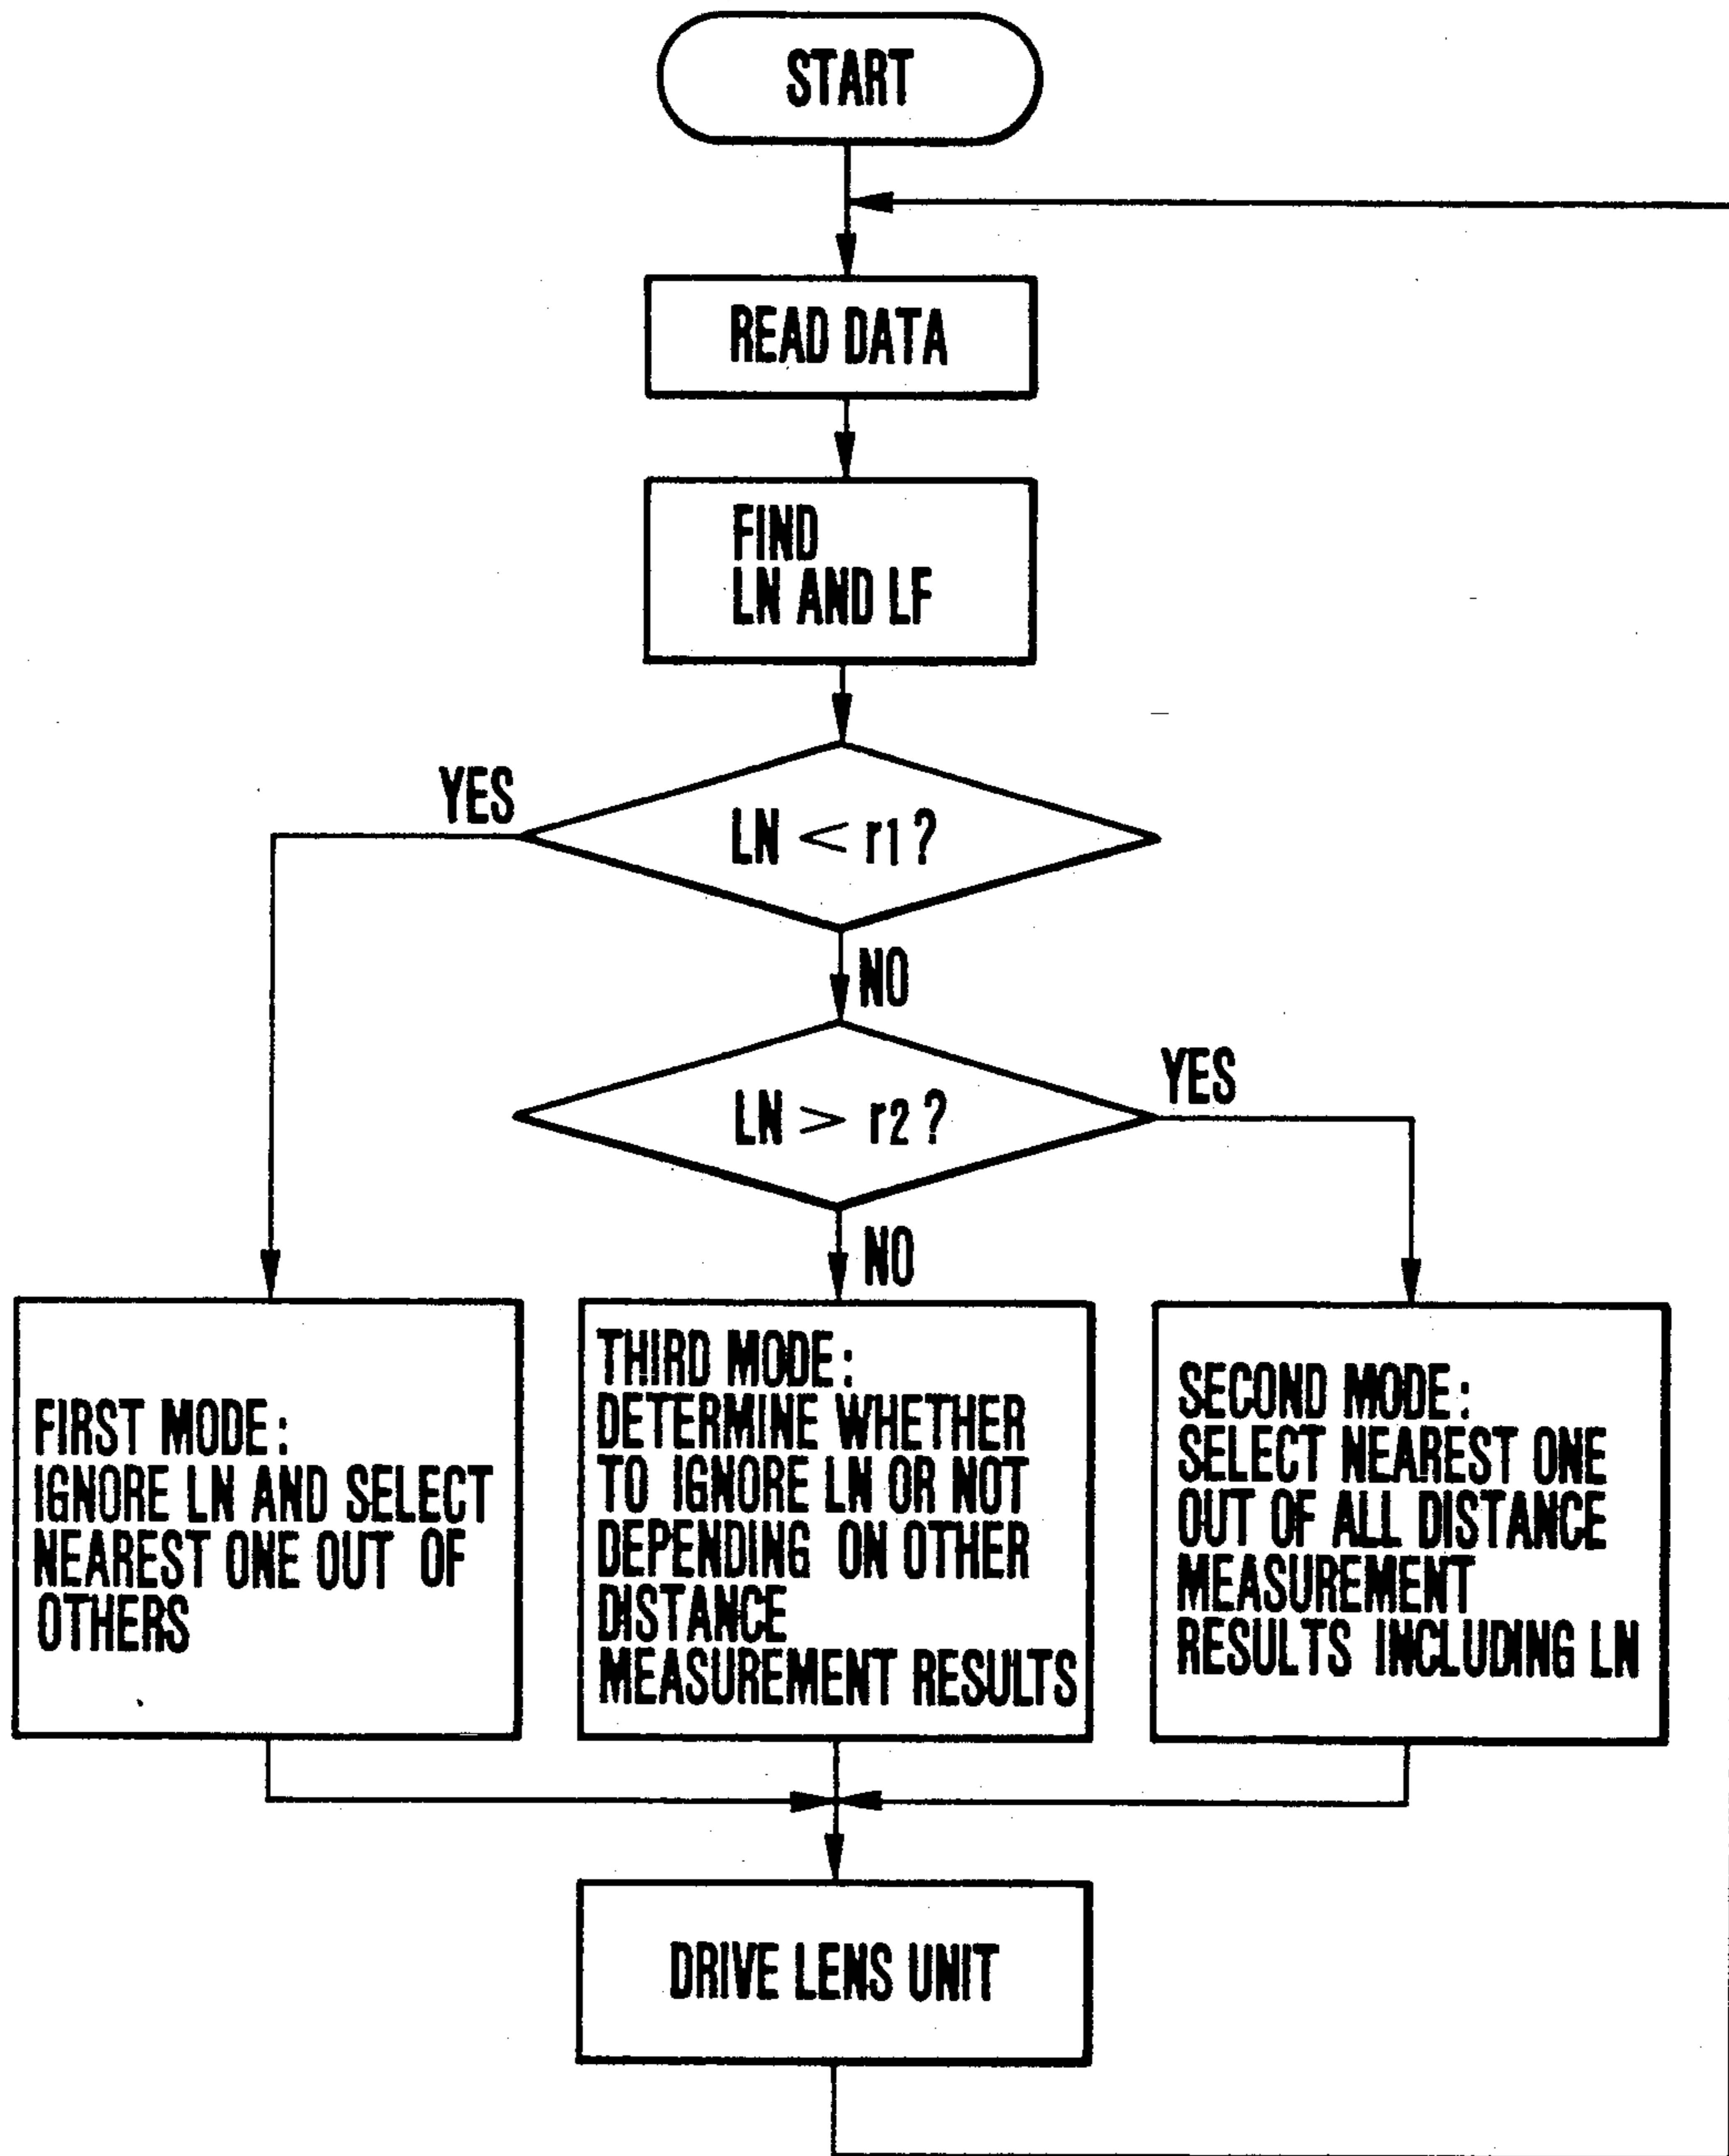 START
READ DATA
FIND
LN AND LF
YES
LN < r1?
NO
LN > r2?
YES
NO
FIRST MODE:
IGNORE LN AND SELECT
NEAREST ONE OUT OF
OTHERS
THIRD MODE:
DETERMINE WHETHER
TO IGNORE LN OR NOT
DEPENDING ON OTHER
DISTANCE
MEASUREMENT RESULTS
SECOND MODE:
SELECT NEAREST ONE
OUT OF ALL DISTANCE
MEASUREMENT
RESULTS INCLUDING LN
DRIVE LENS UNIT